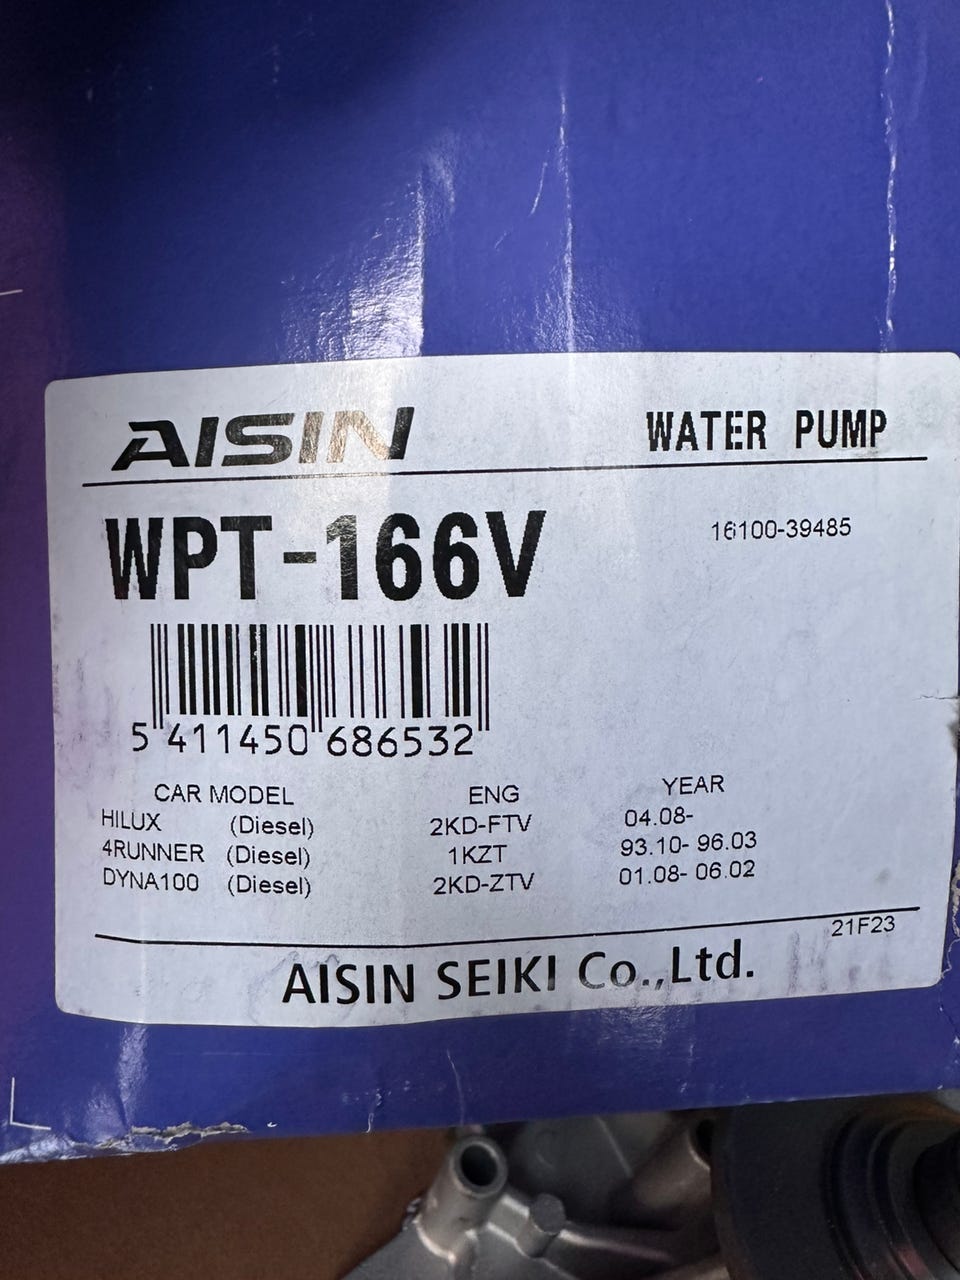 AISIN WATER PUMP
WPT-166V 16100-39485
5 411450 686532
CAR MODEL ENG YEAR
HILUX (Diesel) 2KD-FTV 04.08-
4RUNNER (Diesel) 1KZT 93.10- 96.03
DYNA100 (Diesel) 2KD-ZTV 01.08- 06.02
21F23
AISIN SEIKI Co.,Ltd.